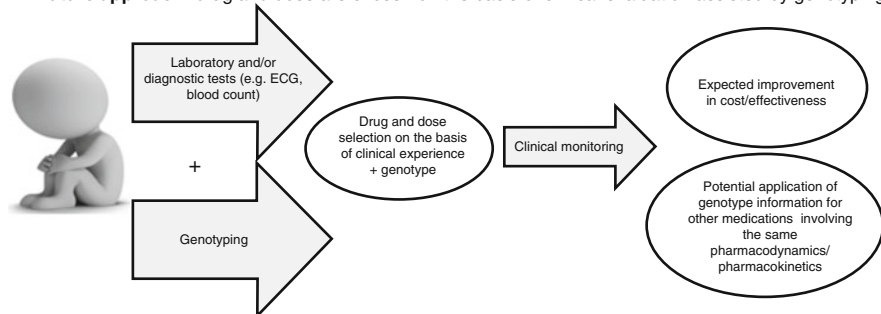 Laboratory and/or
diagnostic tests (e.g. ECG,
blood count)
+
Genotyping
Drug and dose
selection on the basis
of clinical experience
+ genotype
Clinical monitoring
Expected improvement
in cost/effectiveness
Potential application of
genotype information for
other medications involving
the same
pharmacodynamics/
pharmacokinetics